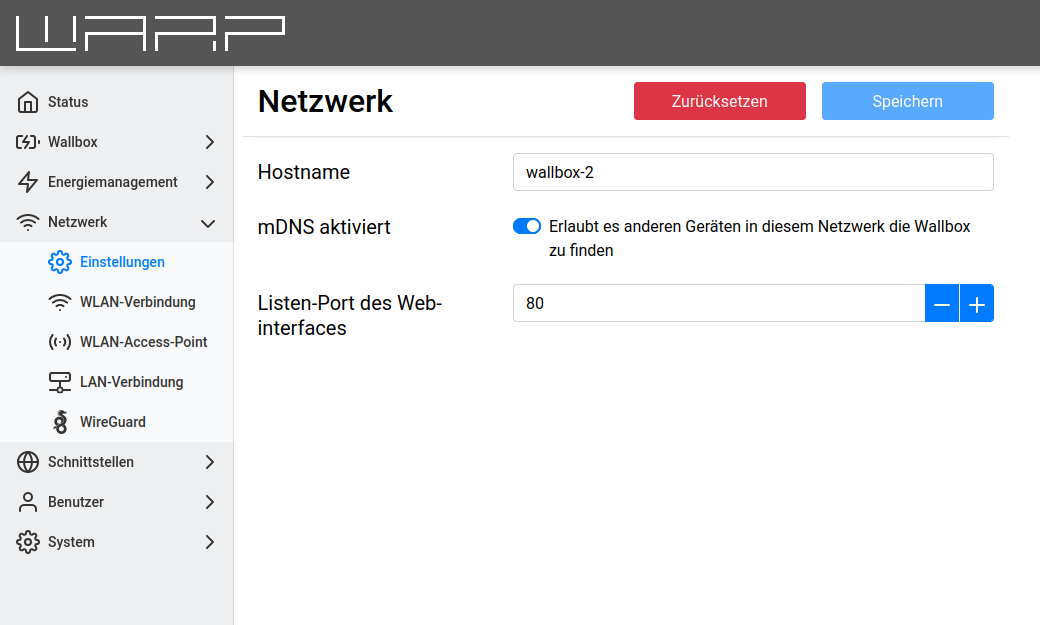 WARP
Status
Wallbox
Energiemanagement
Netzwerk
Einstellungen
WLAN-Verbindung
WLAN-Access-Point
LAN-Verbindung
WireGuard
Schnittstellen
Benutzer
System
Netzwerk
Zurücksetzen
Speichern
Hostname
wallbox-2
mDNS aktiviert
Erlaubt es anderen Geräten in diesem Netzwerk die Wallbox
zu finden
Listen-Port des Web-
interfaces
80